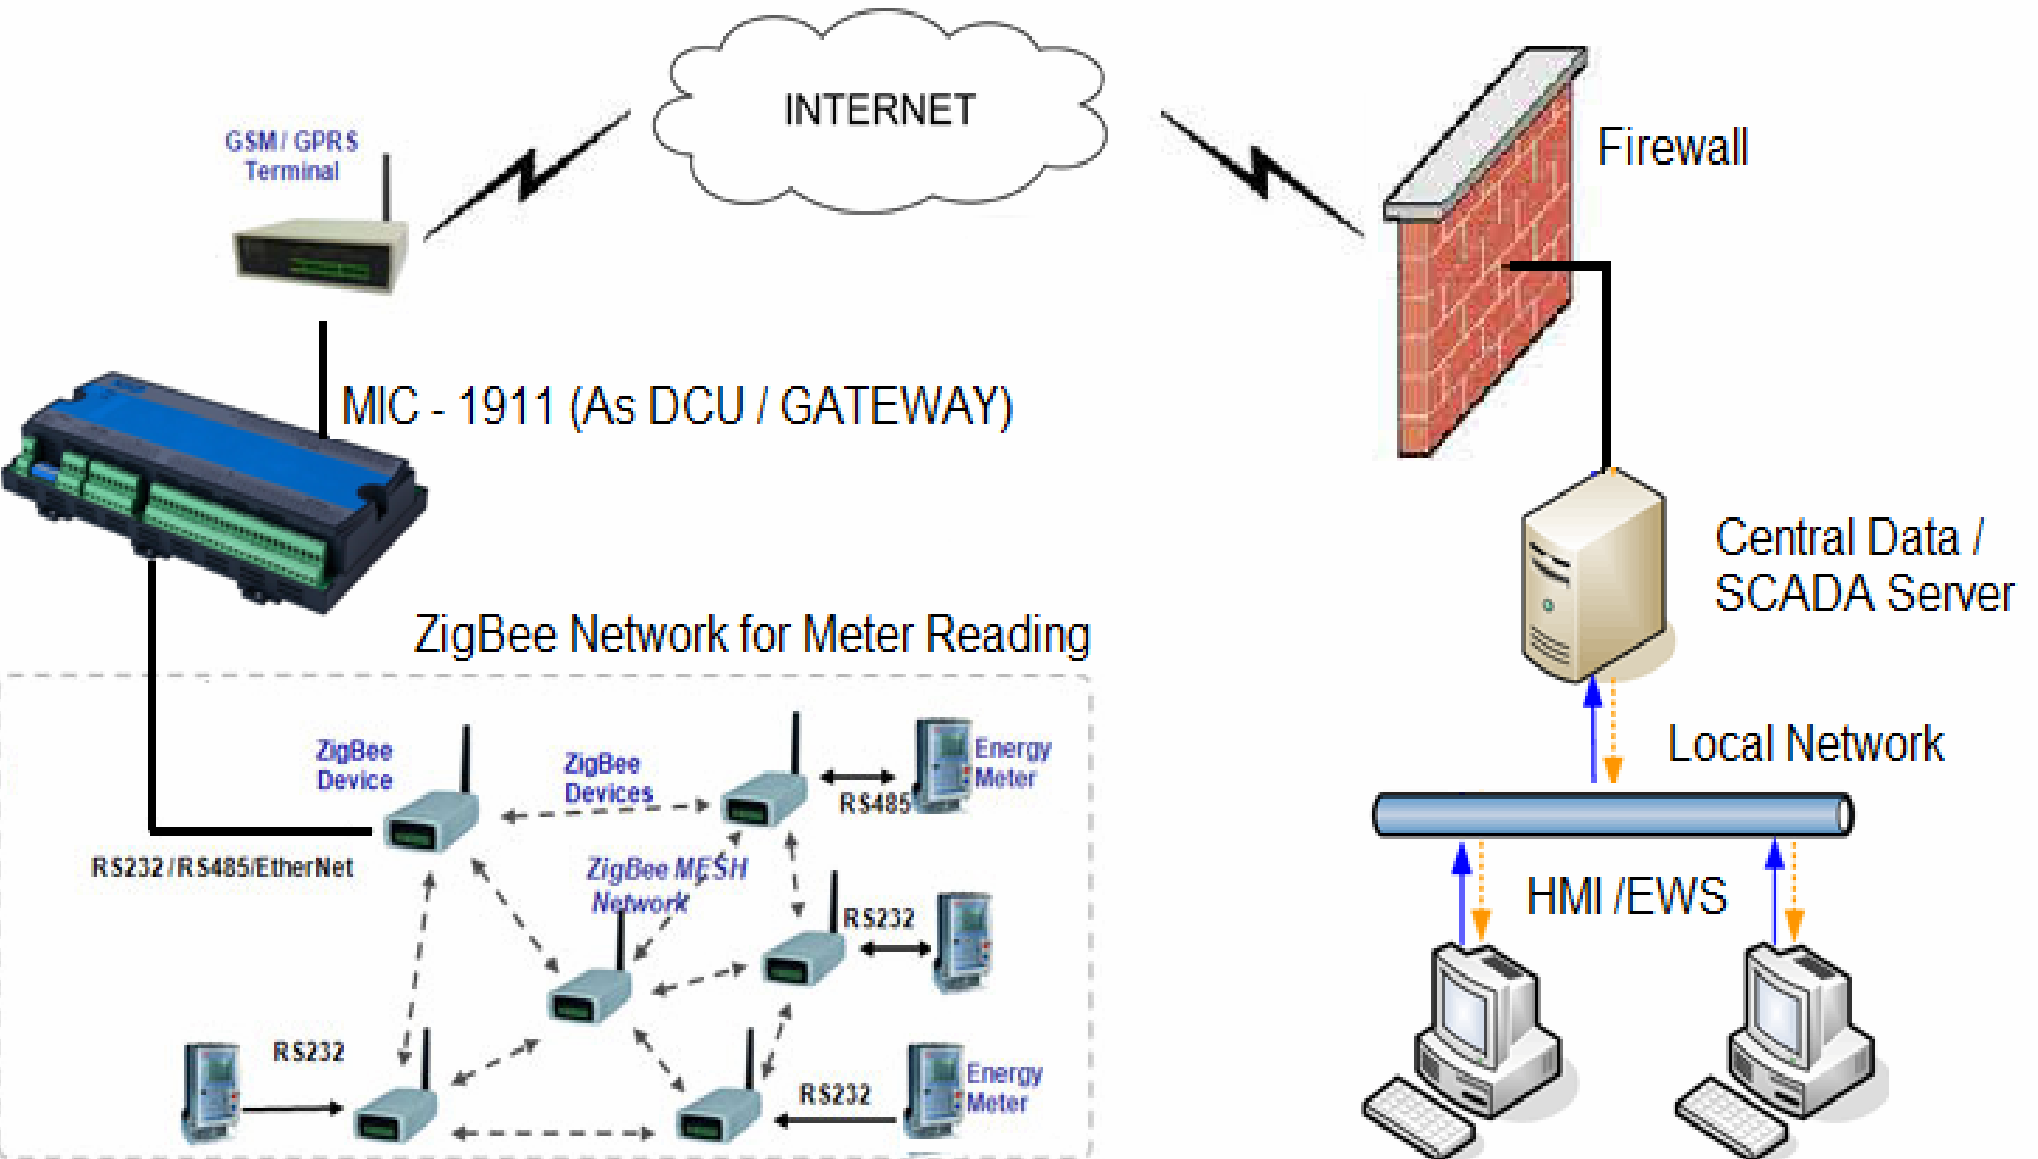 INTERNET
GSM/ GPRS
Terminal
Firewall
MIC - 1911 (As DCU / GATEWAY)
Central Data /
SCADA Server
ZigBee Network for Meter Reading
Local Network
ZigBee
Device
ZigBee
Devices
Energy
Meter
RS485
RS232/RS485/EtherNet
ZigBee MESH
Network
RS232
HMI /EWS
RS232
RS232
Energy
Meter